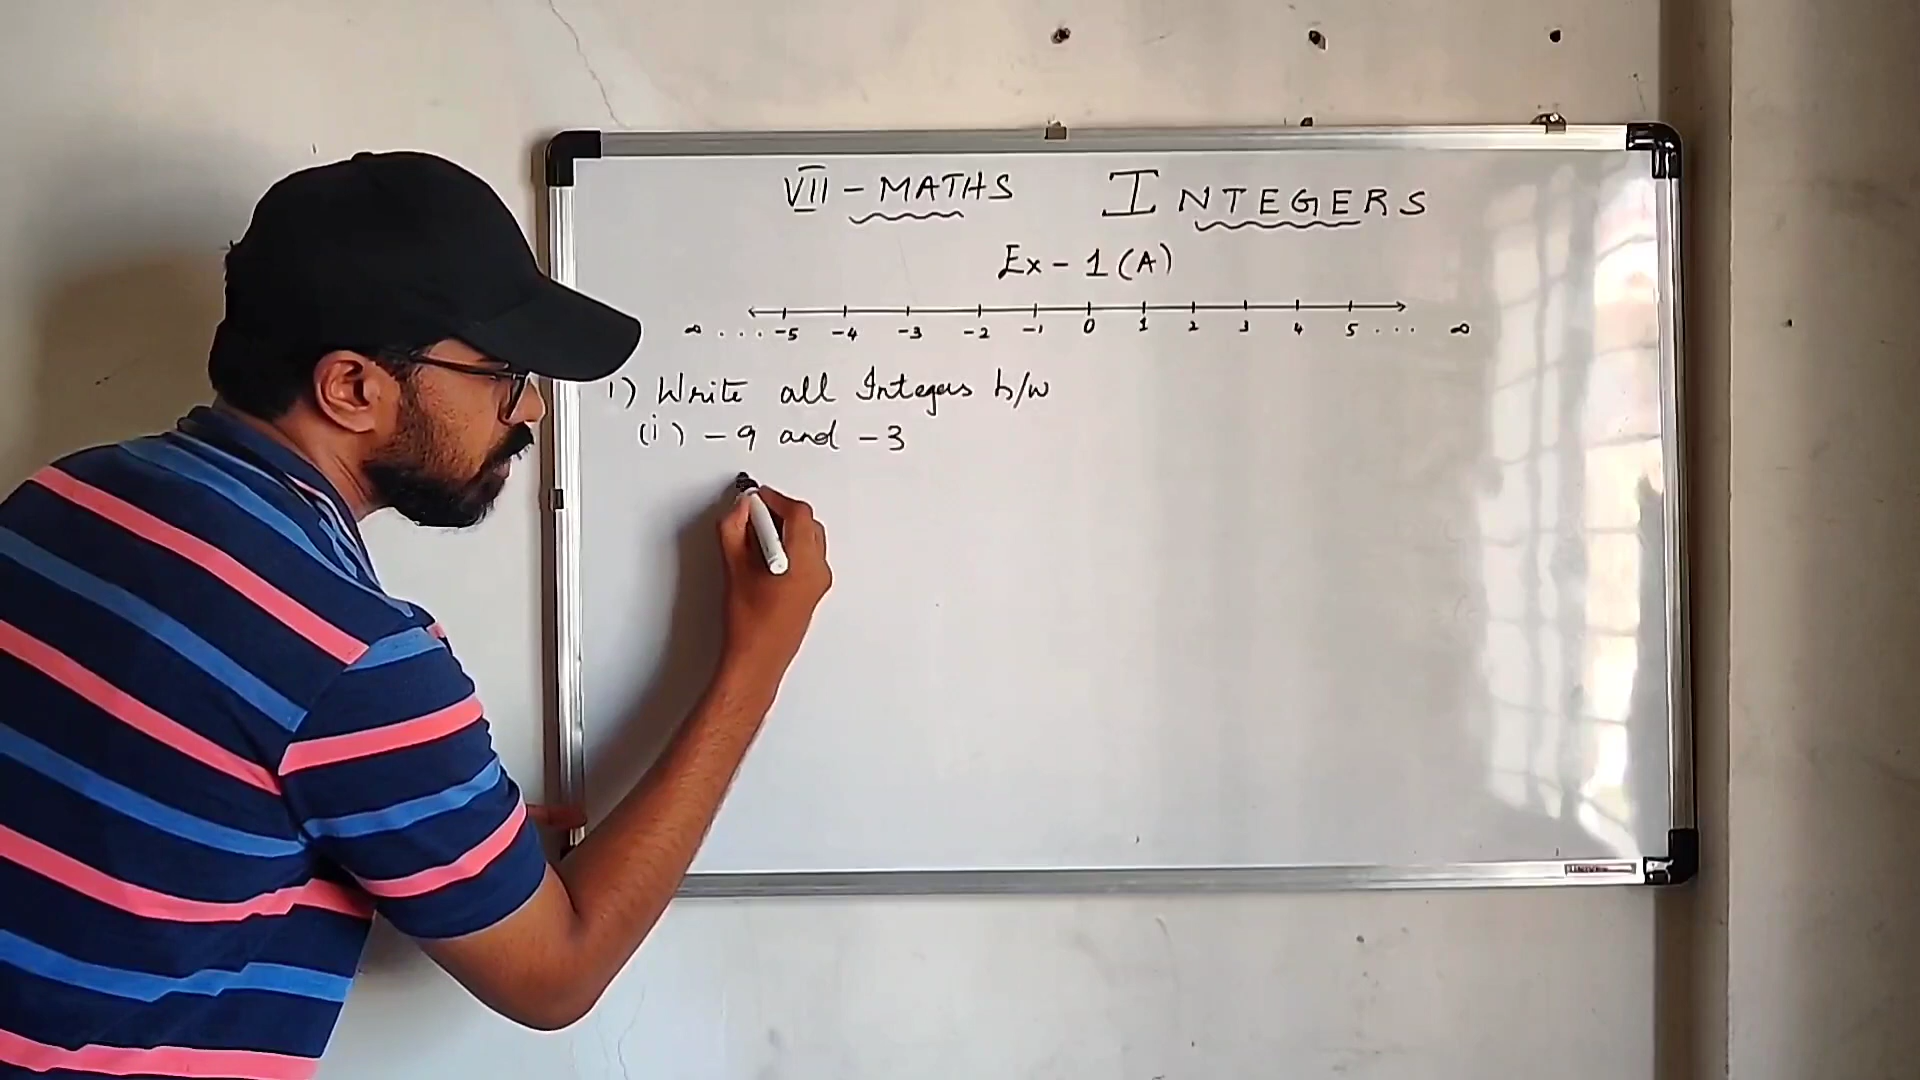 VII - MATHS INTEGERS
Ex - 1 (A)
∞ . . . -5 -4 -3 -2 -1 0 1 2 3 4 5 . . . ∞
1) Write all Integers b/w
(i) -9 and -3